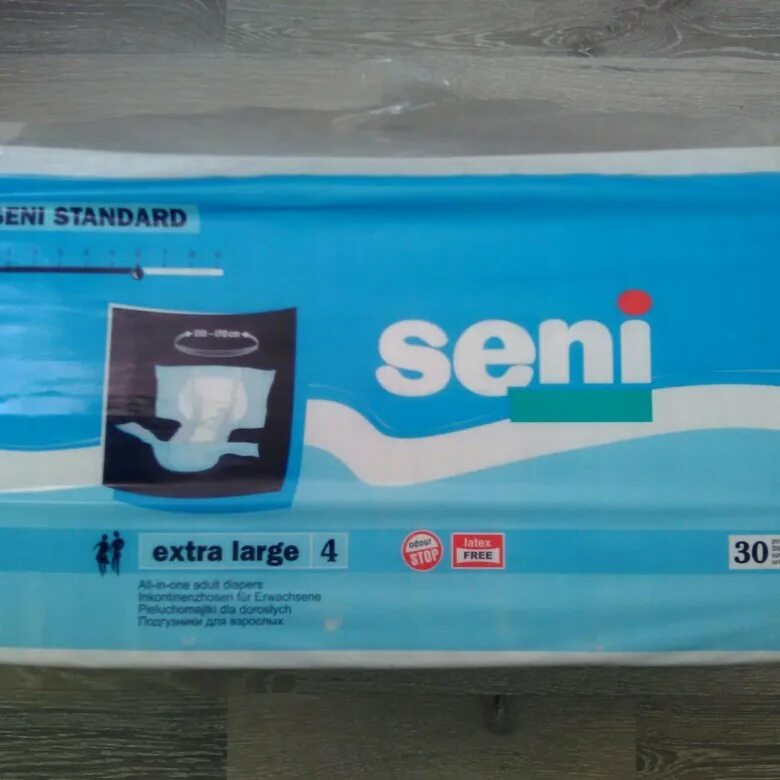 SENI STANDARD
seni
extra large 4
odour
STOP
latex
FREE
30
All-in-one adult diapers
Inkontinenzhosen für Erwachsene
Pieluchomajtki dla dorosłych
Подгузники для взрослых